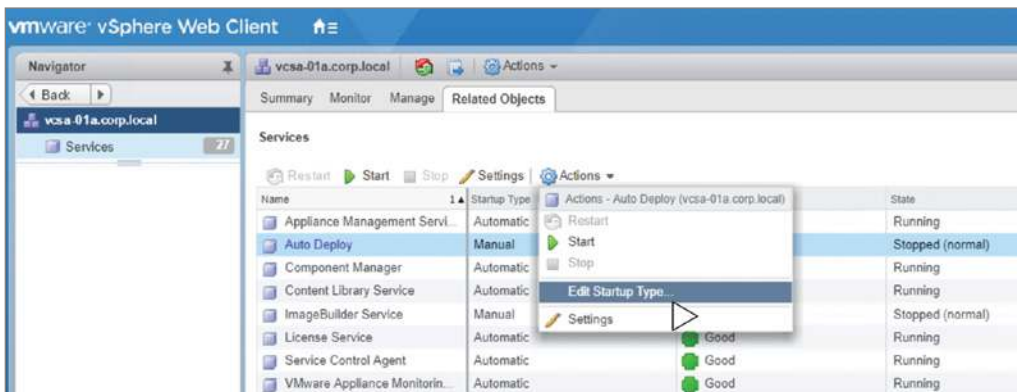 vmware® vSphere Web Client
Navigator
Back
vcsa-01a.corp.local
Services 27
vcsa-01a.corp.local Actions
Summary Monitor Manage Related Objects
Services
Restart Start Stop Settings Actions
Name 1 Startup Type State
Actions - Auto Deploy (vcsa-01a.corp.local)
Restart
Start
Stop
Edit Startup Type...
Settings
Appliance Management Servi... Automatic Running
Auto Deploy Manual Stopped (normal)
Component Manager Automatic Running
Content Library Service Automatic Running
ImageBuilder Service Manual Stopped (normal)
License Service Automatic Good Running
Service Control Agent Automatic Good Running
VMware Appliance Monitorin... Automatic Good Running